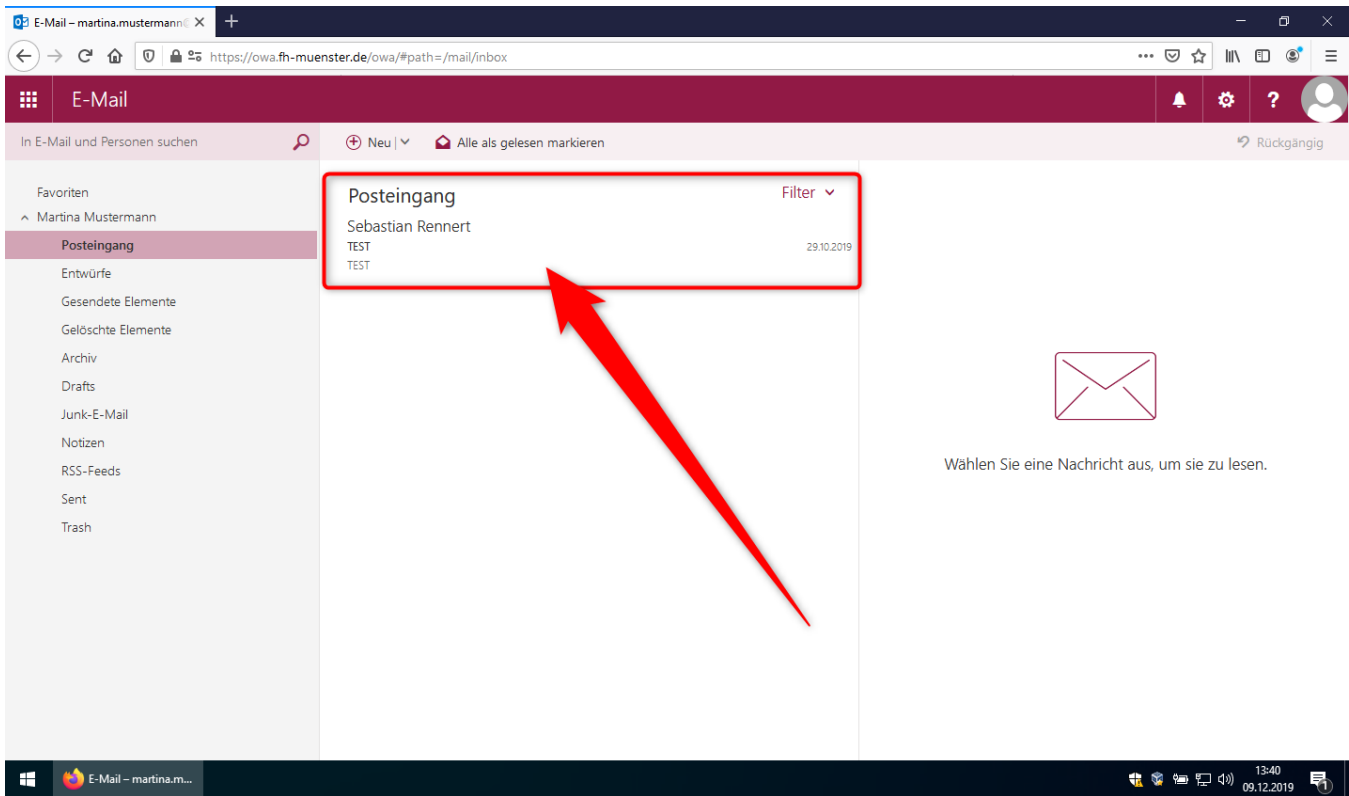 E-Mail – martina.mustermann@
https://owa.fh-muenster.de/owa/#path=/mail/inbox
E-Mail
?
In E-Mail und Personen suchen
Neu
Alle als gelesen markieren
Rückgängig
Favoriten
Martina Mustermann
Posteingang
Entwürfe
Gesendete Elemente
Gelöschte Elemente
Archiv
Drafts
Junk-E-Mail
Notizen
RSS-Feeds
Sent
Trash
Posteingang
Filter
Sebastian Rennert
TEST
29.10.2019
TEST
Wählen Sie eine Nachricht aus, um sie zu lesen.
E-Mail – martina.m...
13:40
09.12.2019
1